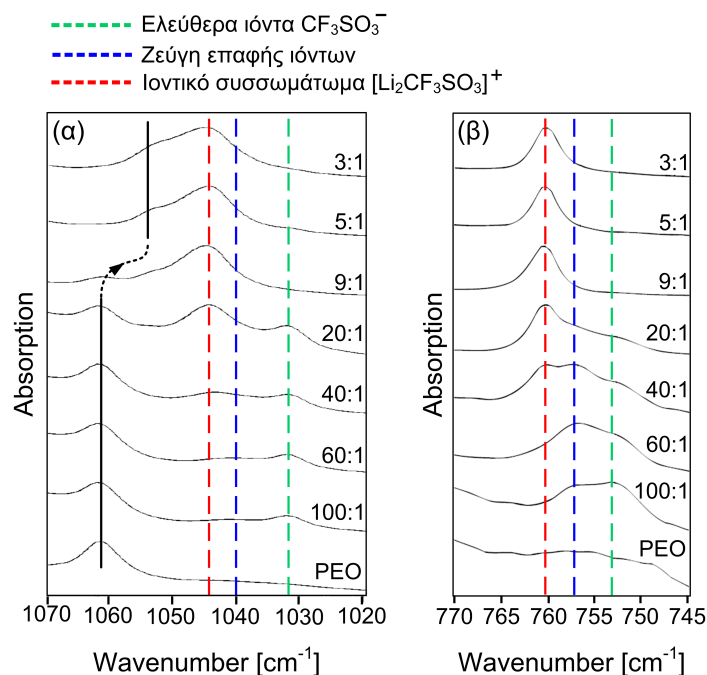 Ελεύθερα ιόντα CF₃SO₃⁻
Ζεύγη επαφής ιόντων
Ιοντικό συσσωμάτωμα [Li₂CF₃SO₃]⁺
(α)
3:1
5:1
9:1
20:1
40:1
60:1
100:1
PEO
Absorption
1070 1060 1050 1040 1030 1020
Wavenumber [cm⁻¹]
(β)
3:1
5:1
9:1
20:1
40:1
60:1
100:1
PEO
Absorption
770 765 760 755 750 745
Wavenumber [cm⁻¹]